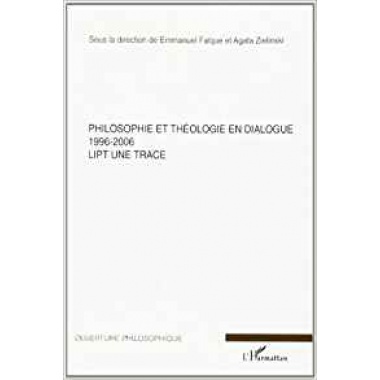 Sous la direction de Emmanuel Falque et Agata Zielinski
PHILOSOPHIE ET THÉOLOGIE EN DIALOGUE
1996-2006
LIPT UNE TRACE
OUVERTURE PHILOSOPHIQUE
L'Harmattan